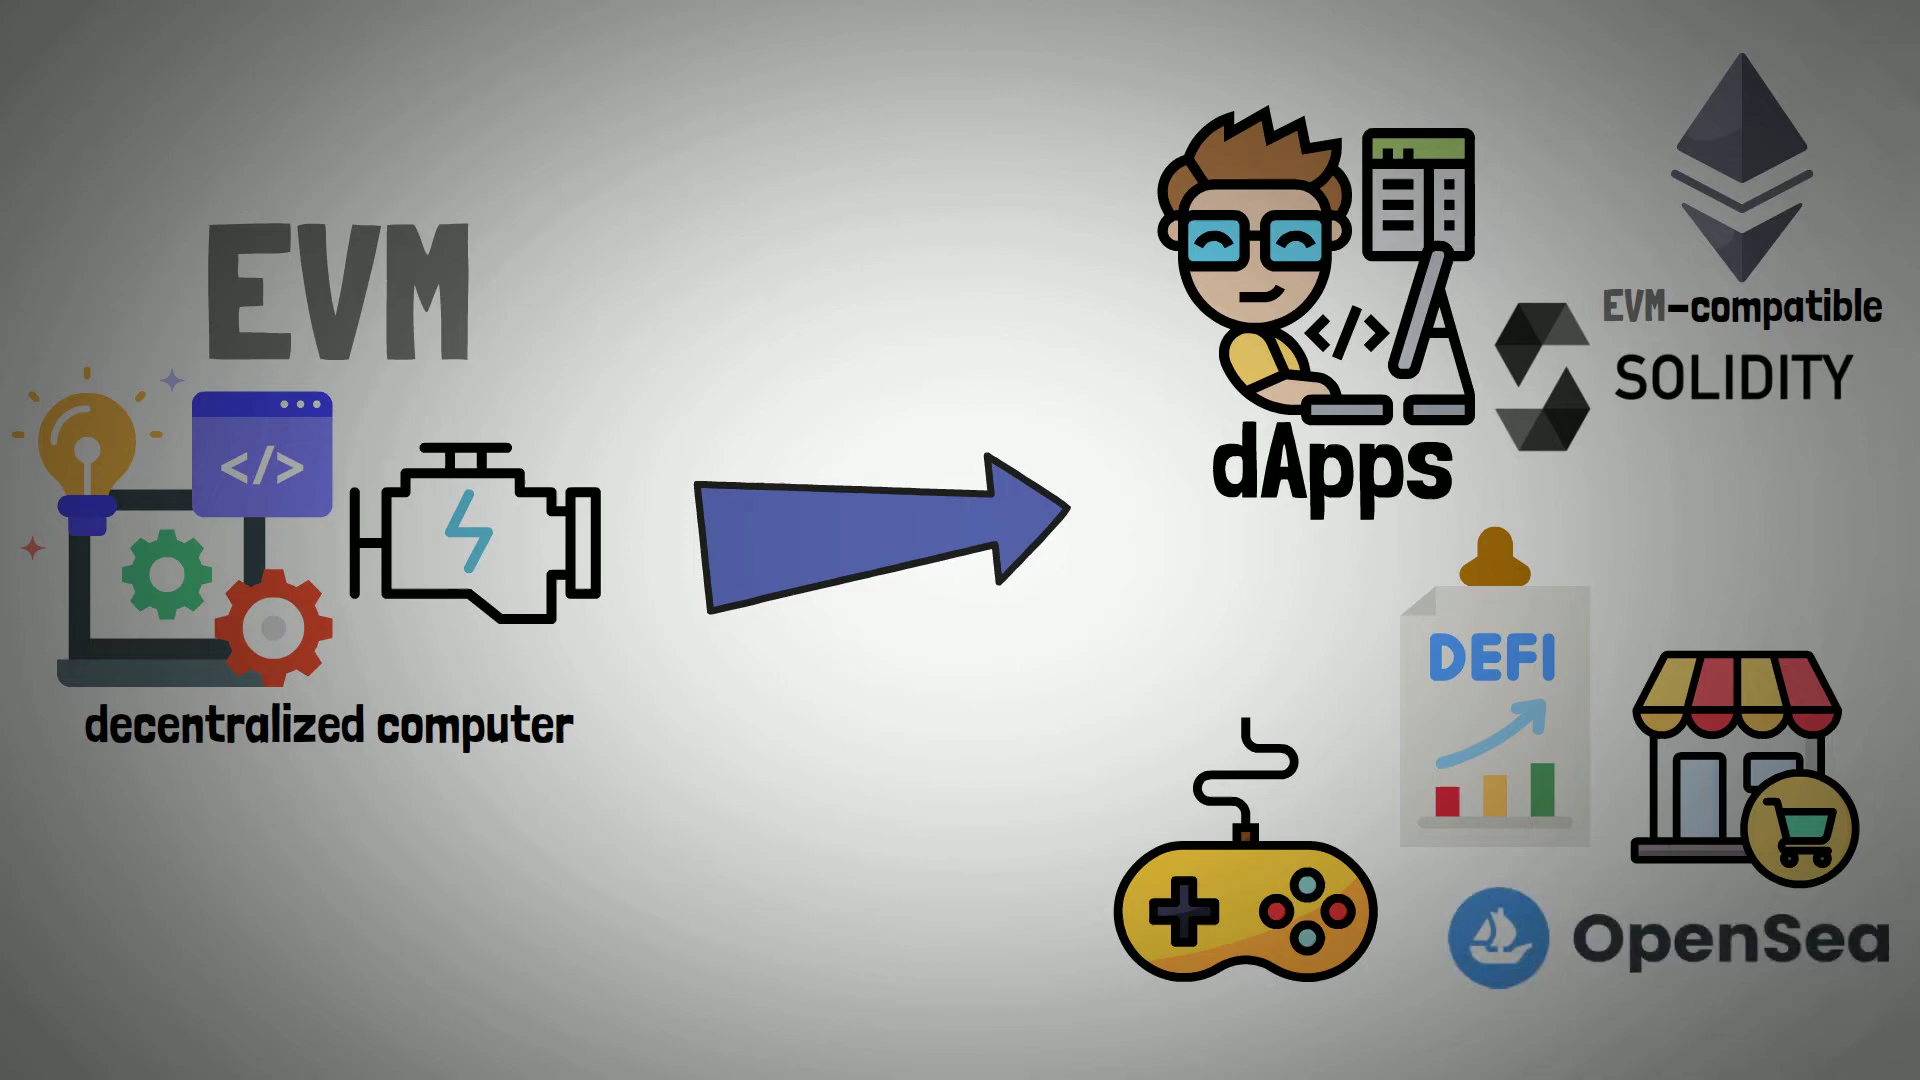 EVM
</>
decentralized computer
</>
dApps
EVM-compatible
SOLIDITY
DEFI
OpenSea